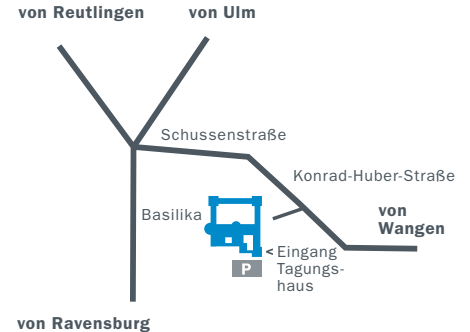 von Reutlingen
von Ulm
Schussenstraße
Konrad-Huber-Straße
Basilika
von
Wangen
< Eingang
Tagungs-
haus
P
von Ravensburg